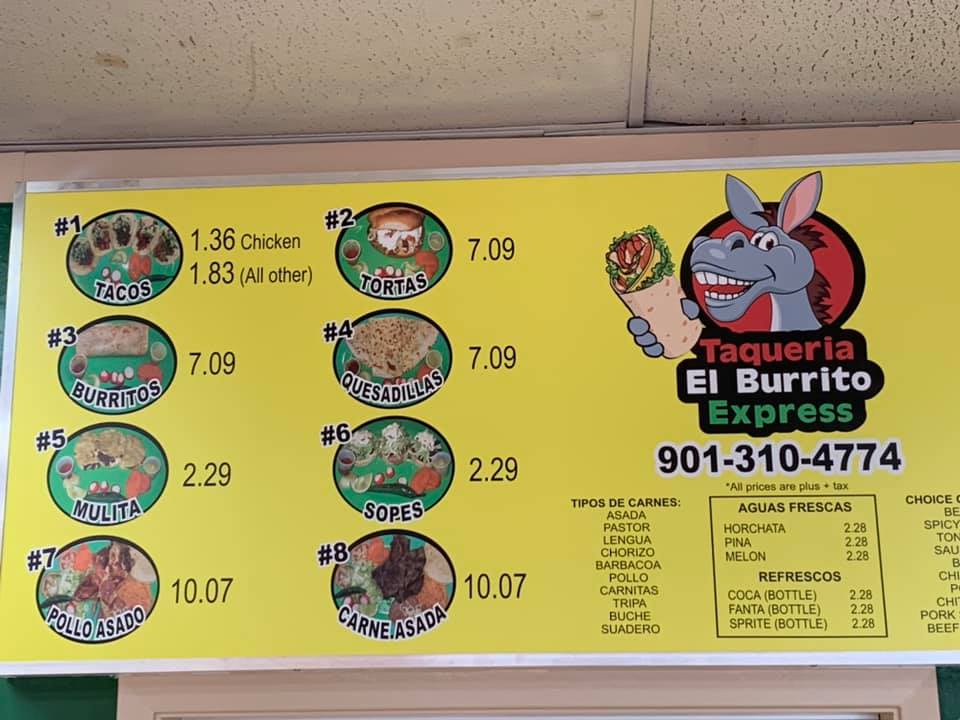 #1
TACOS
1.36 Chicken
1.83 (All other)
#2
TORTAS
7.09
#3
BURRITOS
7.09
#4
QUESADILLAS
7.09
#5
MULITA
2.29
#6
SOPES
2.29
#7
POLLO ASADO
10.07
#8
CARNE ASADA
10.07
Taqueria
El Burrito
Express
901-310-4774
*All prices are plus + tax
TIPOS DE CARNES:
ASADA
PASTOR
LENGUA
CHORIZO
BARBACOA
POLLO
CARNITAS
TRIPA
BUCHE
SUADERO
AGUAS FRESCAS
HORCHATA 2.28
PINA 2.28
MELON 2.28
REFRESCOS
COCA (BOTTLE) 2.28
FANTA (BOTTLE) 2.28
SPRITE (BOTTLE) 2.28
CHOICE
SPICY
PORK
BEEF